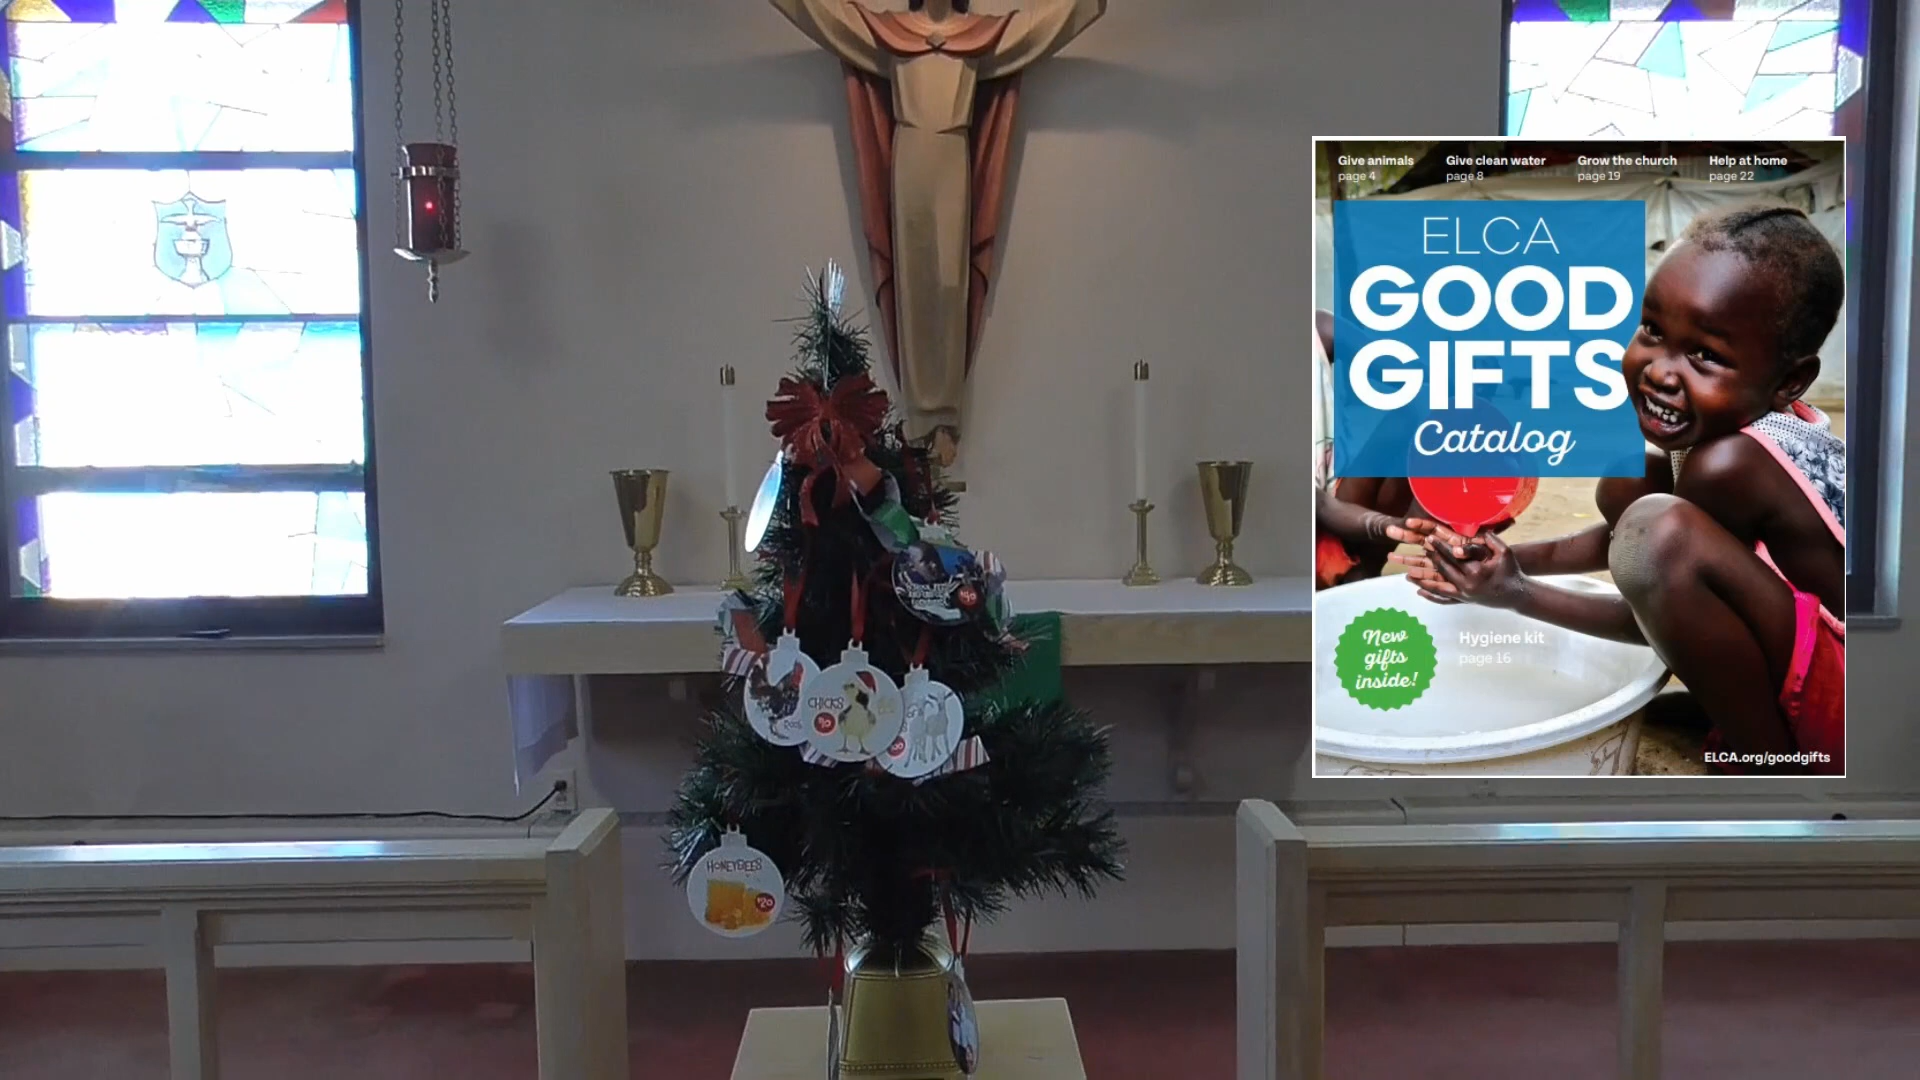 Give animals
page 4
Give clean water
page 8
Grow the church
page 19
Help at home
page 22
ELCA
GOOD
GIFTS
Catalog
New
gifts
inside!
Hygiene kit
page 16
ELCA.org/goodgifts
CHICKS
$10
HONEYBEES
$20